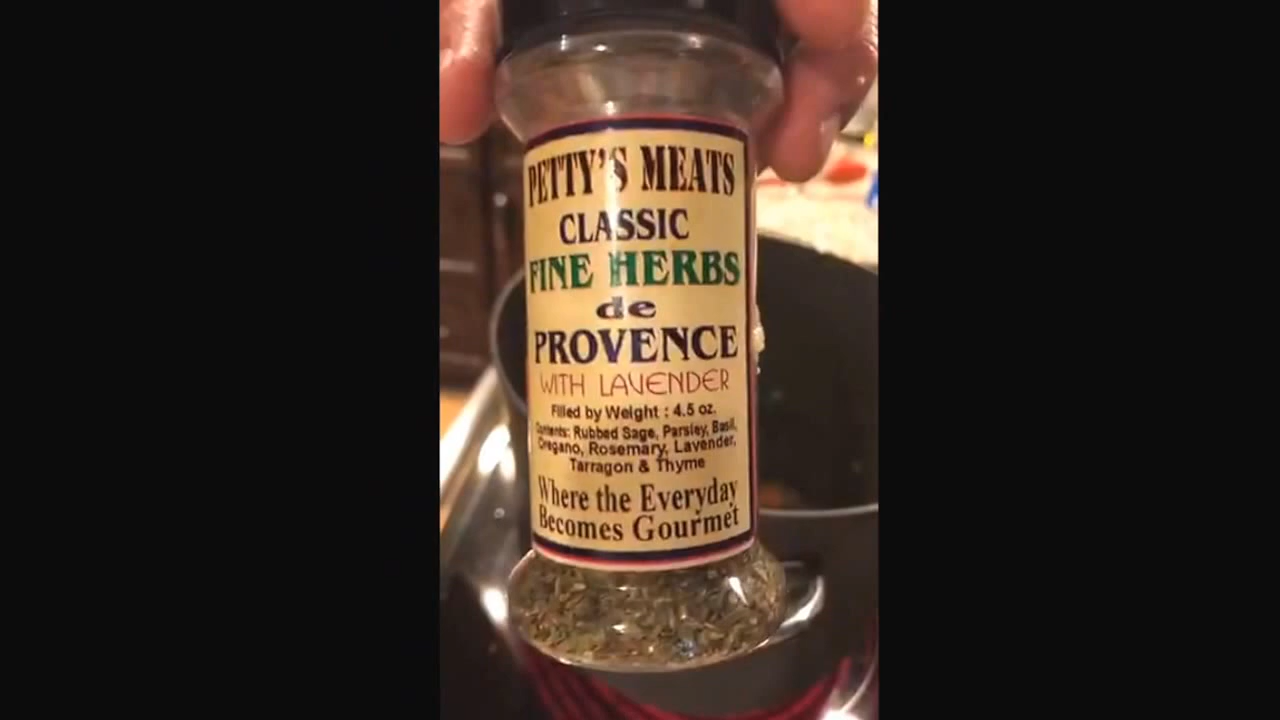 PETTY'S MEATS
CLASSIC
FINE HERBS
de
PROVENCE
WITH LAVENDER
Filled by Weight : 4.5 oz.
Contents: Rubbed Sage, Parsley, Basil,
Oregano, Rosemary, Lavender,
Tarragon & Thyme
Where the Everyday
Becomes Gourmet